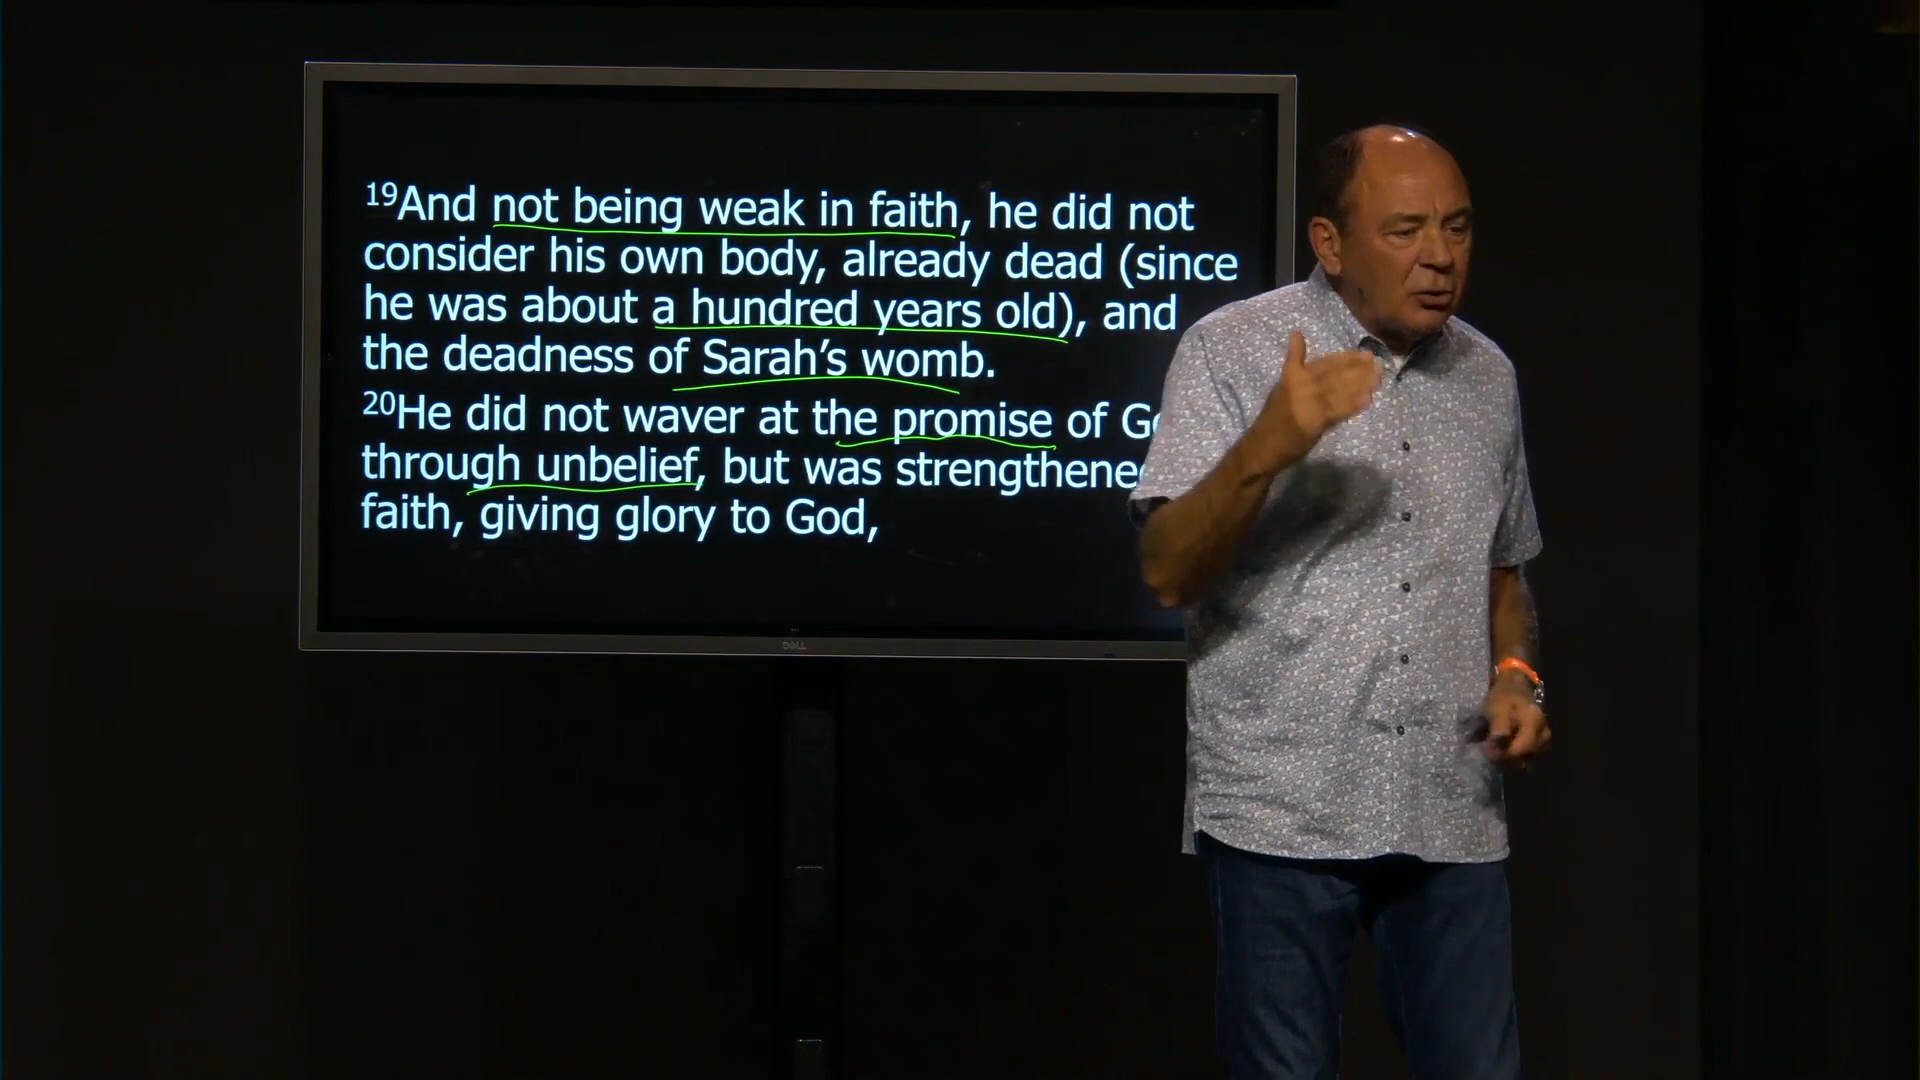 19And not being weak in faith, he did not
consider his own body, already dead (since
he was about a hundred years old), and
the deadness of Sarah’s womb.
20He did not waver at the promise of
through unbelief, but was
faith, giving glory to God,
DELL